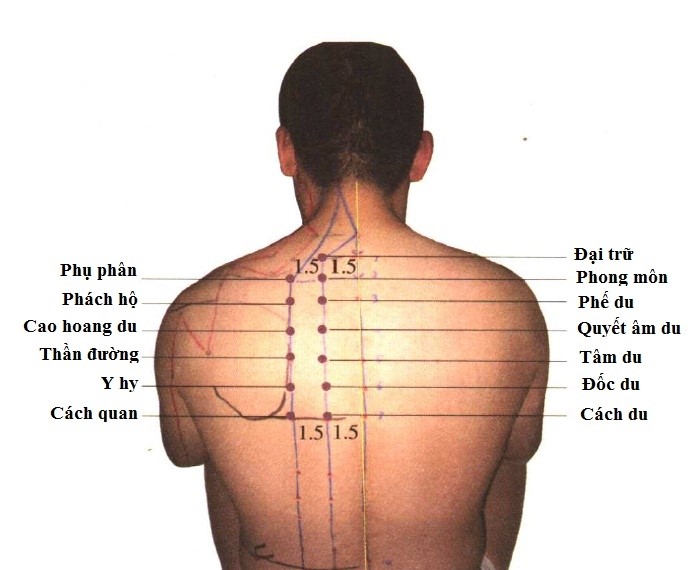 Đại trữ
1.5 1.5
Phụ phân
Phong môn
Phách hộ
Phế du
Cao hoang du
Quyết âm du
Thần đường
Tâm du
Y hy
Đốc du
Cách quan
Cách du
1.5 1.5